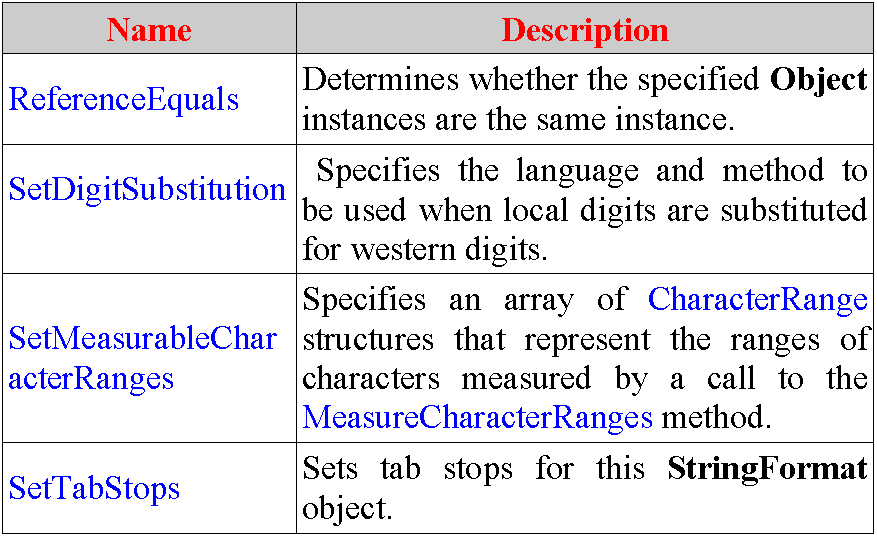 Name
Description
ReferenceEquals
Determines whether the specified Object
instances are the same instance.
SetDigitSubstitution
Specifies the language and method to
be used when local digits are substituted
for western digits.
SetMeasurableChar
acterRanges
Specifies an array of CharacterRange
structures that represent the ranges of
characters measured by a call to the
MeasureCharacterRanges method.
SetTabStops
Sets tab stops for this StringFormat
object.